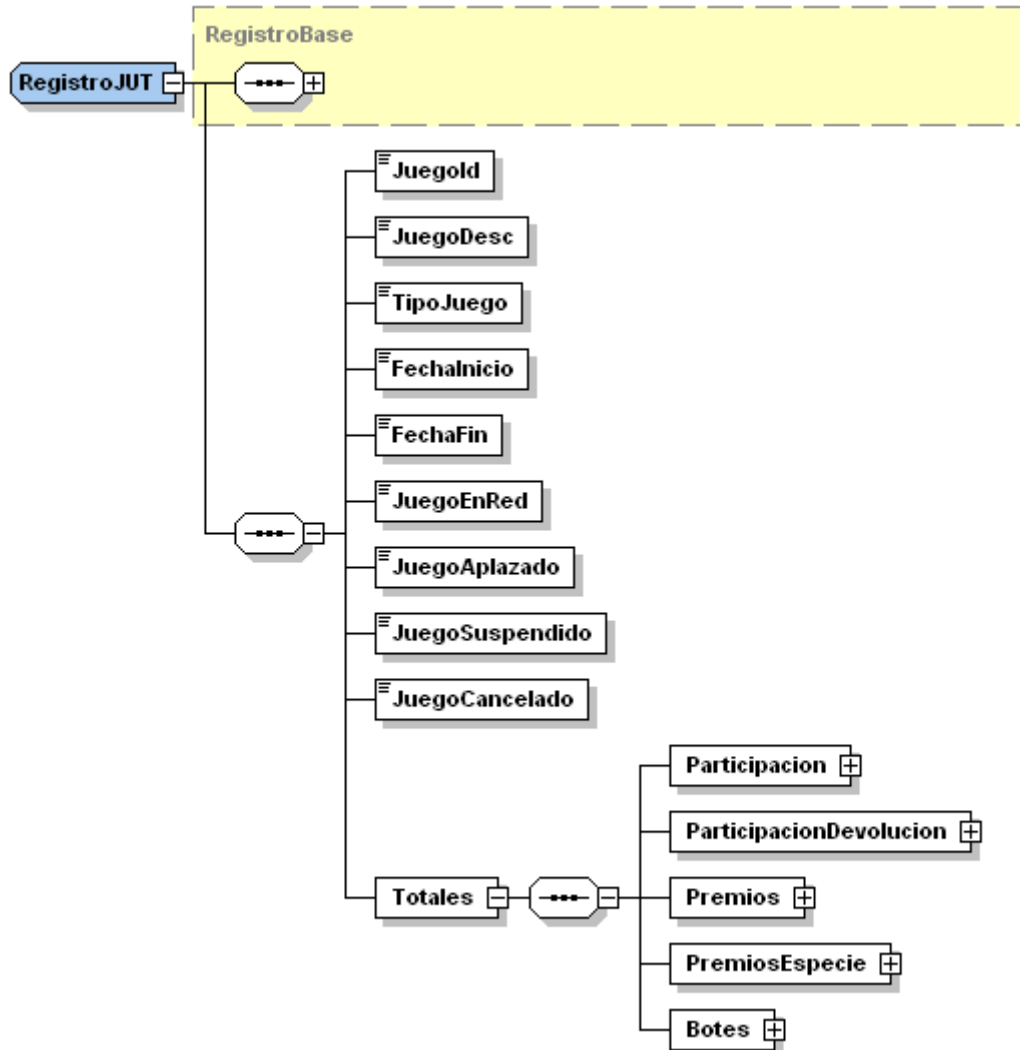 RegistroBase
RegistroJUT
JuegoId
JuegoDesc
TipoJuego
FechaInicio
FechaFin
JuegoEnRed
JuegoAplazado
JuegoSuspendido
JuegoCancelado
Participacion
ParticipacionDevolucion
Totales
Premios
PremiosEspecie
Botes